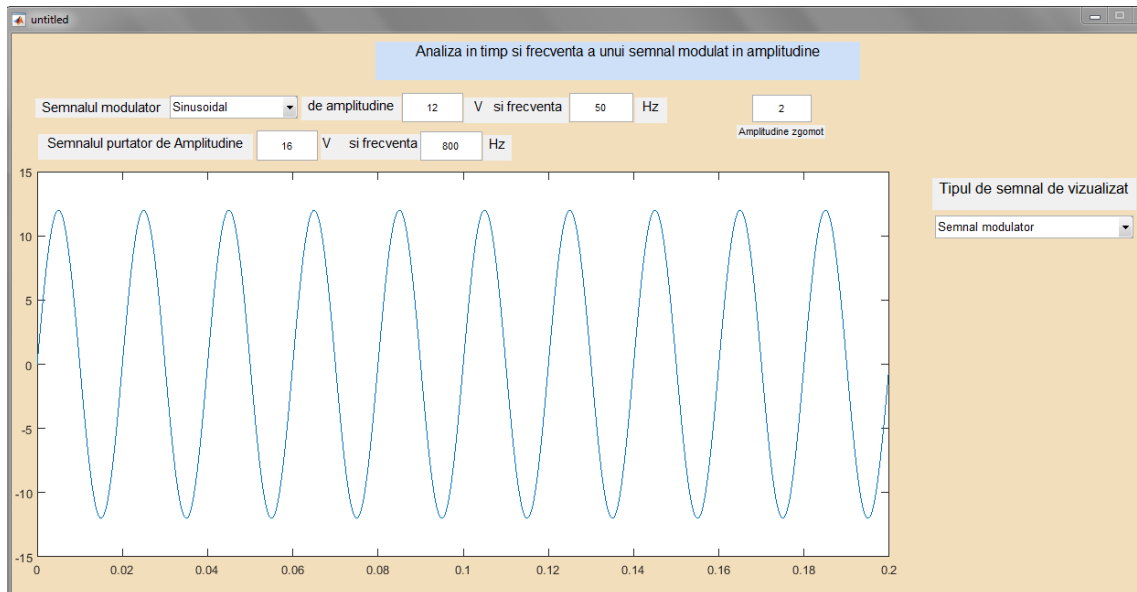 untitled
Analiza in timp si frecventa a unui semnal modulat in amplitudine
Semnalul modulator Sinusoidal de amplitudine 12 V si frecventa 50 Hz 2
Amplitudine zgomot
Semnalul purtator de Amplitudine 16 V si frecventa 800 Hz
Tipul de semnal de vizualizat
Semnal modulator
15
10
5
0
-5
-10
-15
0 0.02 0.04 0.06 0.08 0.1 0.12 0.14 0.16 0.18 0.2